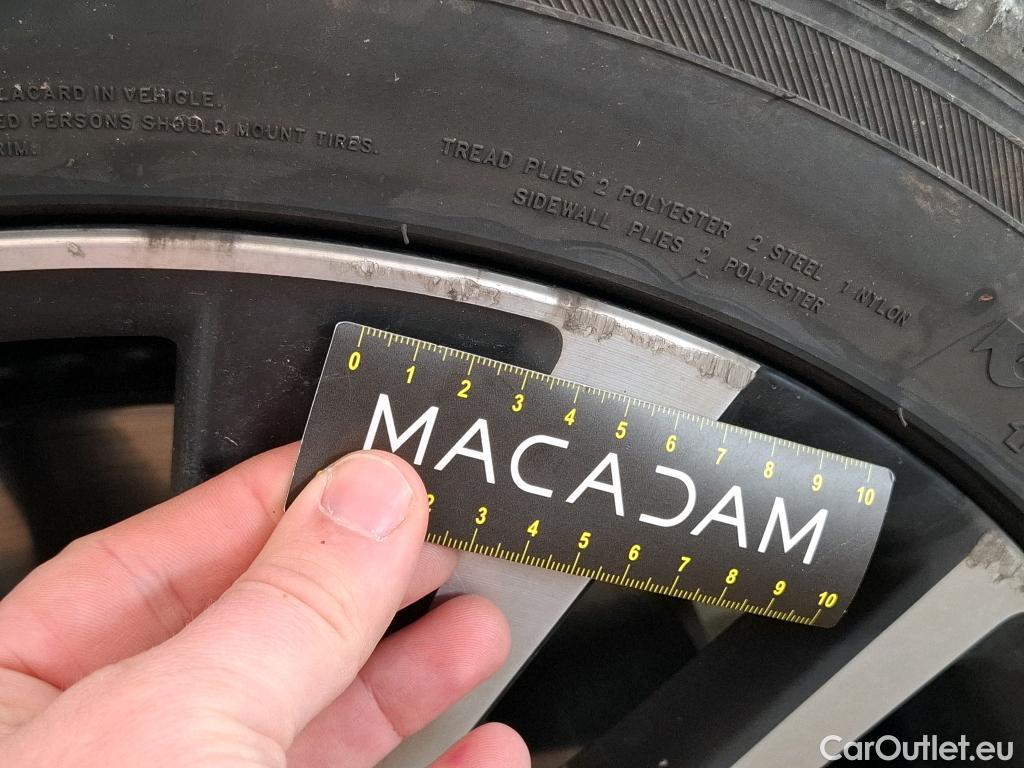 LACARD IN VEHICLE.
ED PERSONS SHOULD MOUNT TIRES.
RIM.
TREAD PLIES 2 POLYESTER 2 STEEL 1 NYLON
SIDEWALL PLIES 2 POLYESTER
0 1 2 3 4 5 6 7 8 9 10
MACADAM
2 3 4 5 6 7 8 9 10
CarOutlet.eu